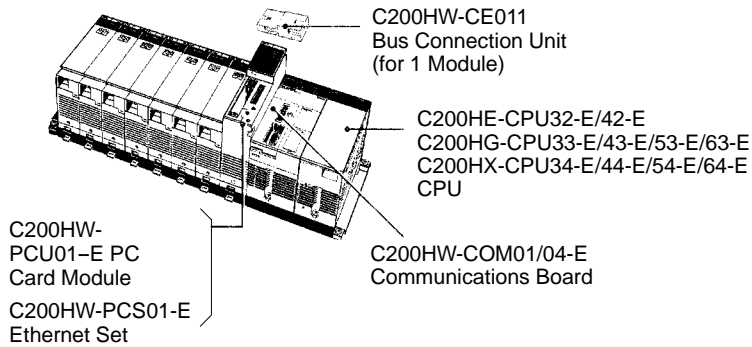 C200HW-CE011
Bus Connection Unit
(for 1 Module)
C200HE-CPU32-E/42-E
C200HG-CPU33-E/43-E/53-E/63-E
C200HX-CPU34-E/44-E/54-E/64-E
CPU
C200HW-
PCU01–E PC
Card Module
C200HW-PCS01-E
Ethernet Set
C200HW-COM01/04-E
Communications Board